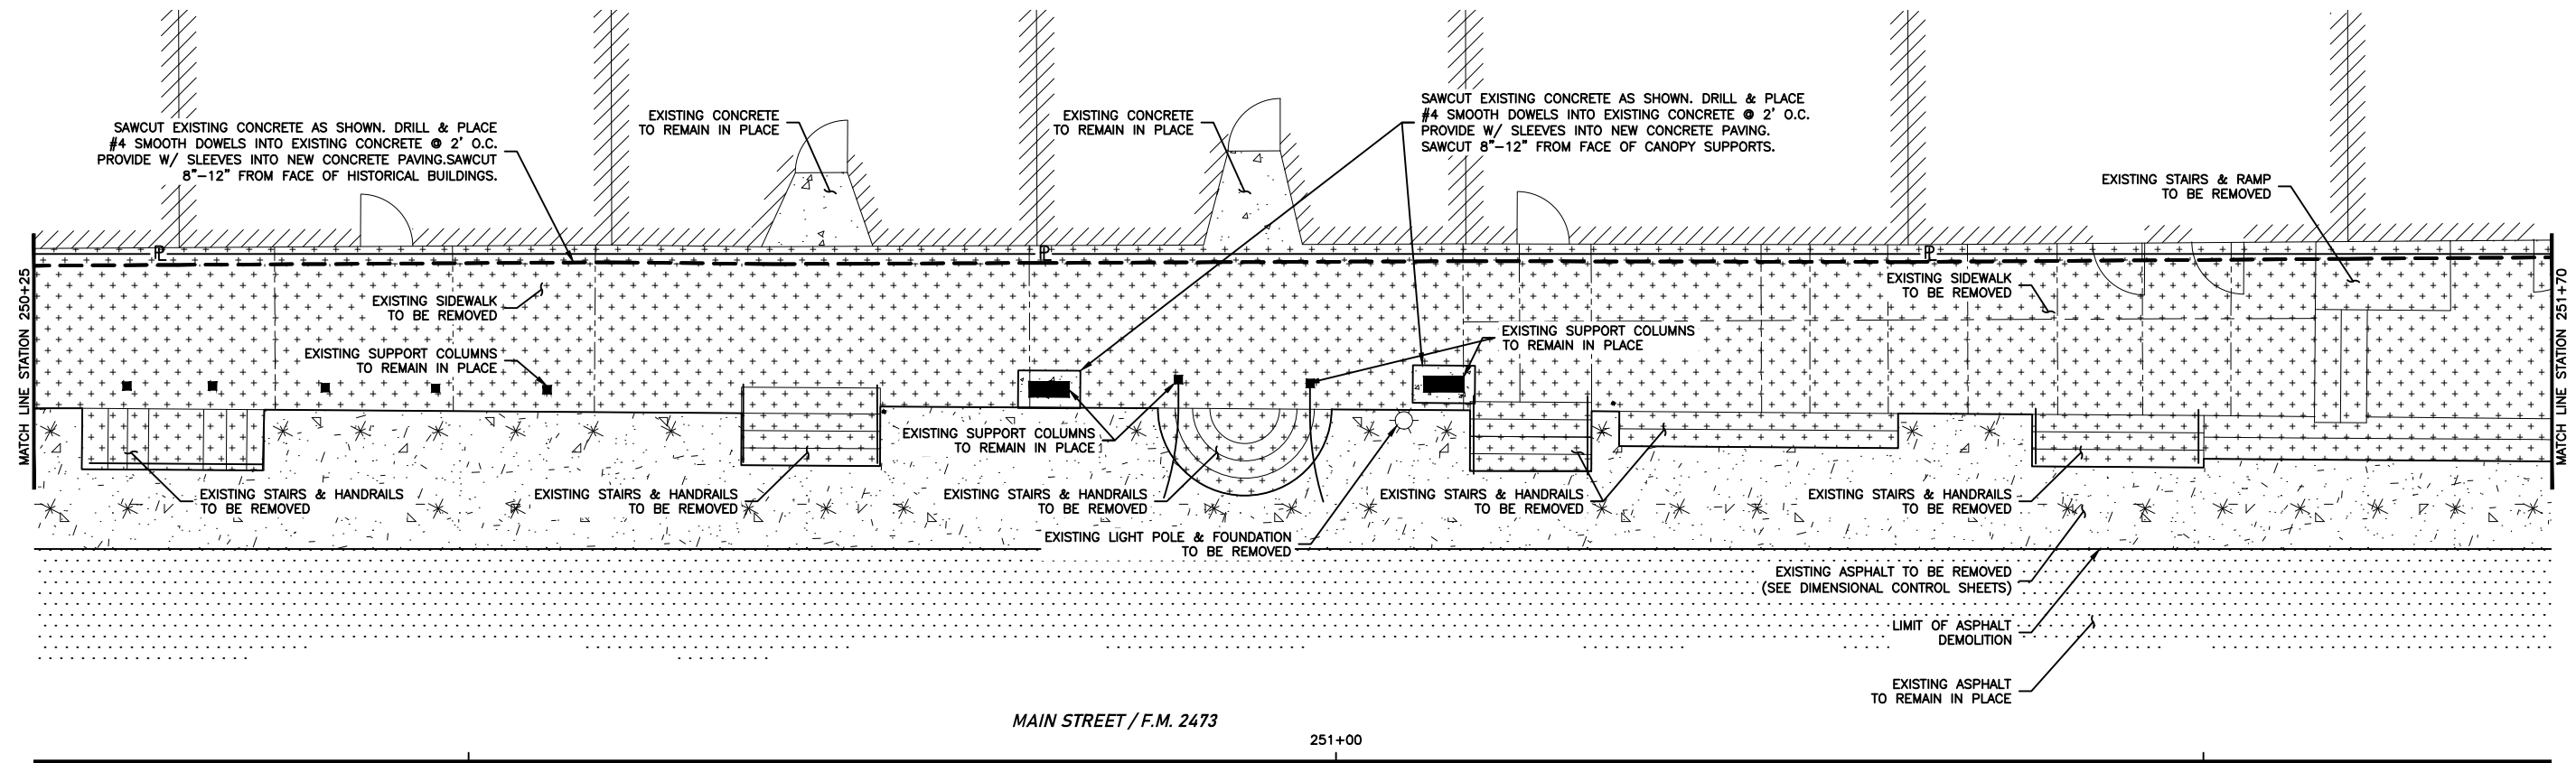 SAWCUT EXISTING CONCRETE AS SHOWN. DRILL & PLACE
#4 SMOOTH DOWELS INTO EXISTING CONCRETE @ 2' O.C.
PROVIDE W/ SLEEVES INTO NEW CONCRETE PAVING.SAWCUT
8"-12" FROM FACE OF HISTORICAL BUILDINGS.
EXISTING CONCRETE
TO REMAIN IN PLACE
EXISTING CONCRETE
TO REMAIN IN PLACE
SAWCUT EXISTING CONCRETE AS SHOWN. DRILL & PLACE
#4 SMOOTH DOWELS INTO EXISTING CONCRETE @ 2' O.C.
PROVIDE W/ SLEEVES INTO NEW CONCRETE PAVING.
SAWCUT 8"-12" FROM FACE OF CANOPY SUPPORTS.
EXISTING STAIRS & RAMP
TO BE REMOVED
PL
PL
PL
MATCH LINE STATION 250+25
EXISTING SIDEWALK
TO BE REMOVED
EXISTING SIDEWALK
TO BE REMOVED
MATCH LINE STATION 251+70
EXISTING SUPPORT COLUMNS
TO REMAIN IN PLACE
EXISTING SUPPORT COLUMNS
TO REMAIN IN PLACE
EXISTING SUPPORT COLUMNS
TO REMAIN IN PLACE
EXISTING STAIRS & HANDRAILS
TO BE REMOVED
EXISTING STAIRS & HANDRAILS
TO BE REMOVED
EXISTING STAIRS & HANDRAILS
TO BE REMOVED
EXISTING STAIRS & HANDRAILS
TO BE REMOVED
EXISTING STAIRS & HANDRAILS
TO BE REMOVED
EXISTING LIGHT POLE & FOUNDATION
TO BE REMOVED
EXISTING ASPHALT TO BE REMOVED
(SEE DIMENSIONAL CONTROL SHEETS)
LIMIT OF ASPHALT
DEMOLITION
EXISTING ASPHALT
TO REMAIN IN PLACE
MAIN STREET / F.M. 2473
251+00